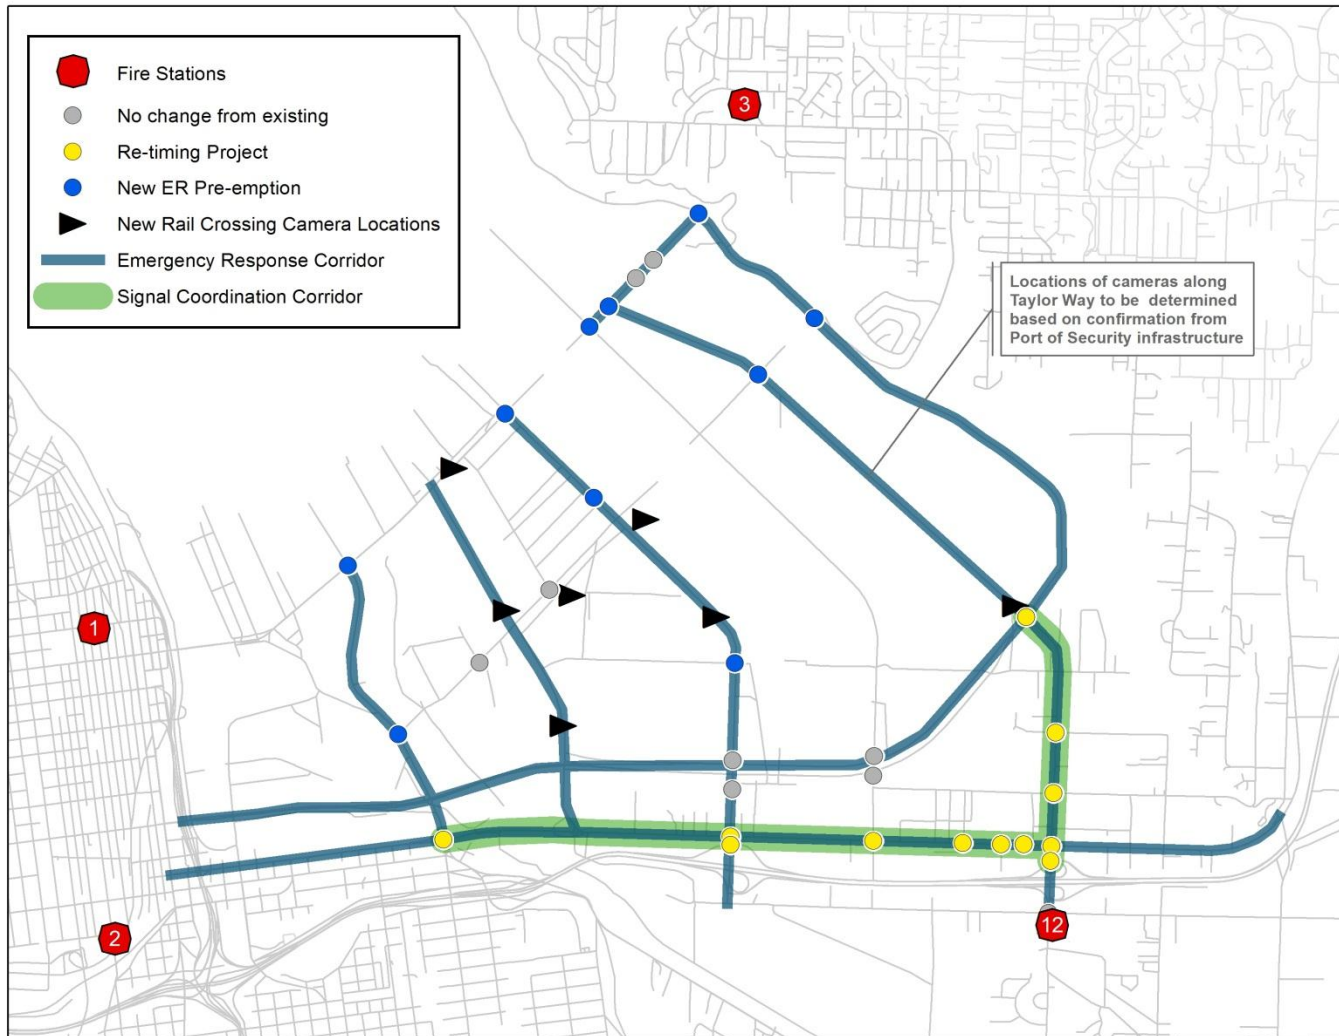 Fire Stations
No change from existing
Re-timing Project
New ER Pre-emption
New Rail Crossing Camera Locations
Emergency Response Corridor
Signal Coordination Corridor
3
Locations of cameras along
Taylor Way to be determined
based on confirmation from
Port of Security infrastructure
1
2
12